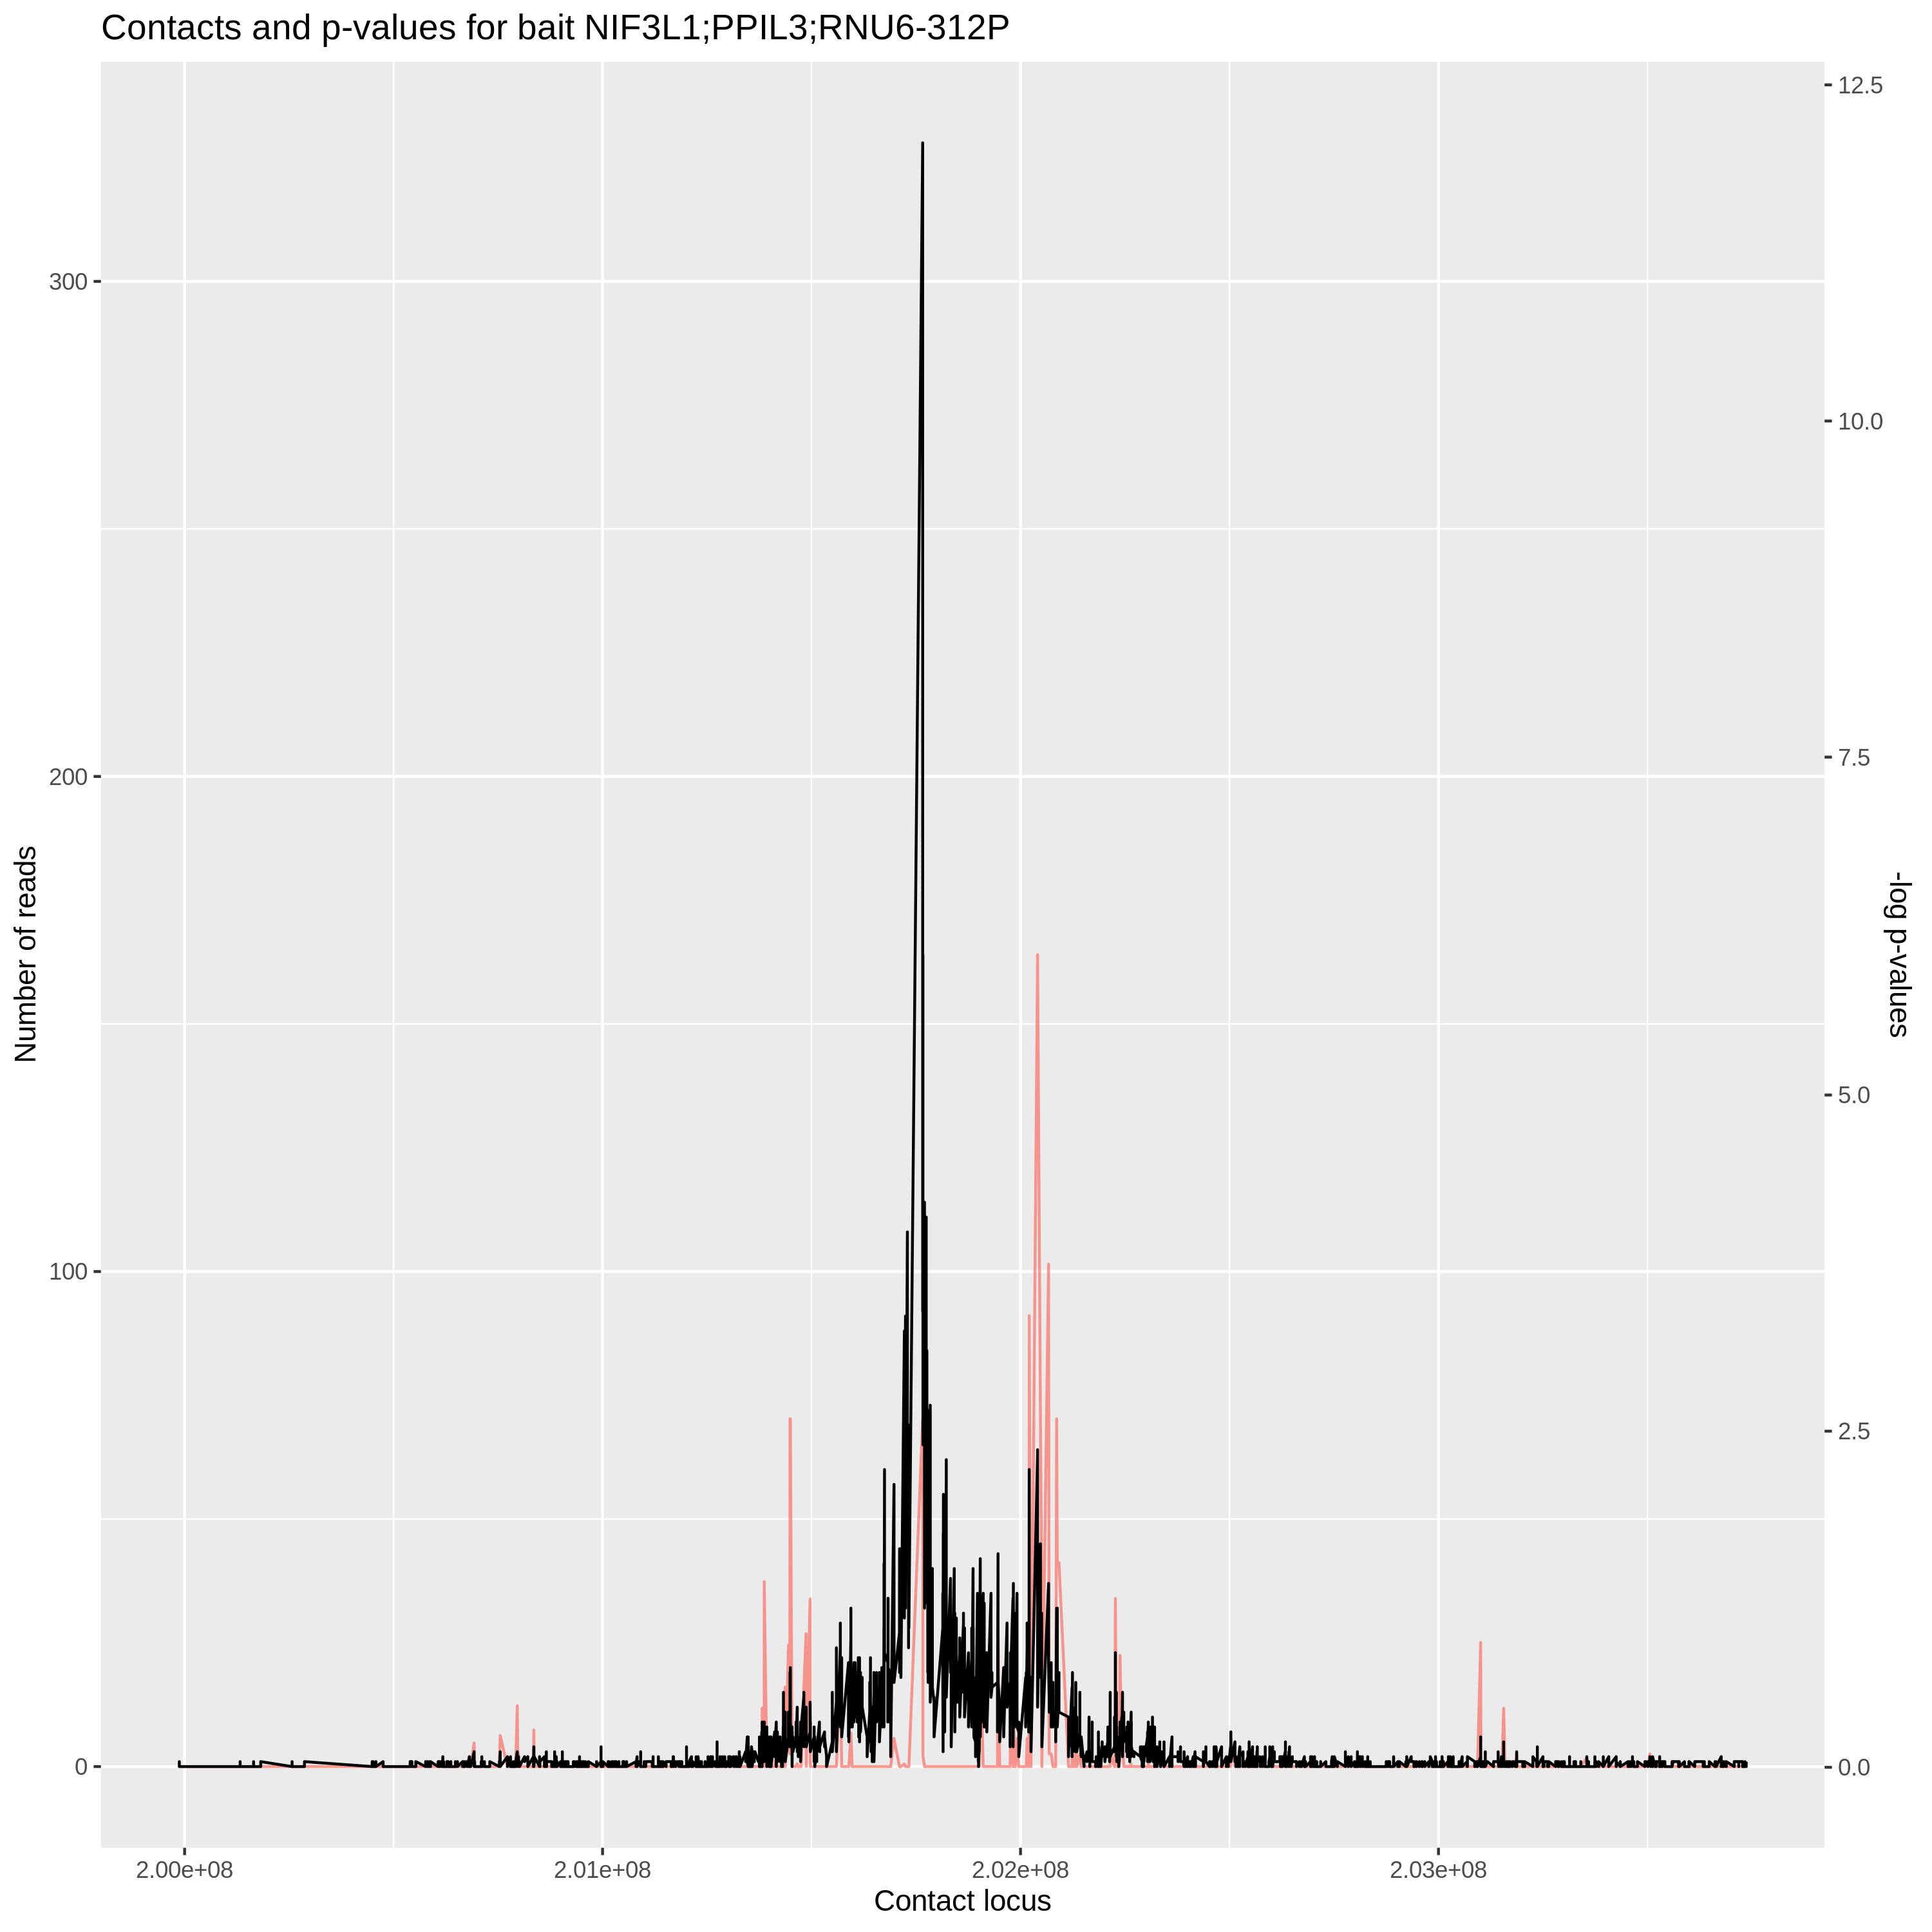 Contacts and p-values for bait NIF3L1;PPIL3;RNU6-312P
12.5
300
10.0
200
7.5
Number of reads
-log p-values
5.0
100
2.5
0
0.0
2.00e+08
2.01e+08
2.02e+08
2.03e+08
Contact locus